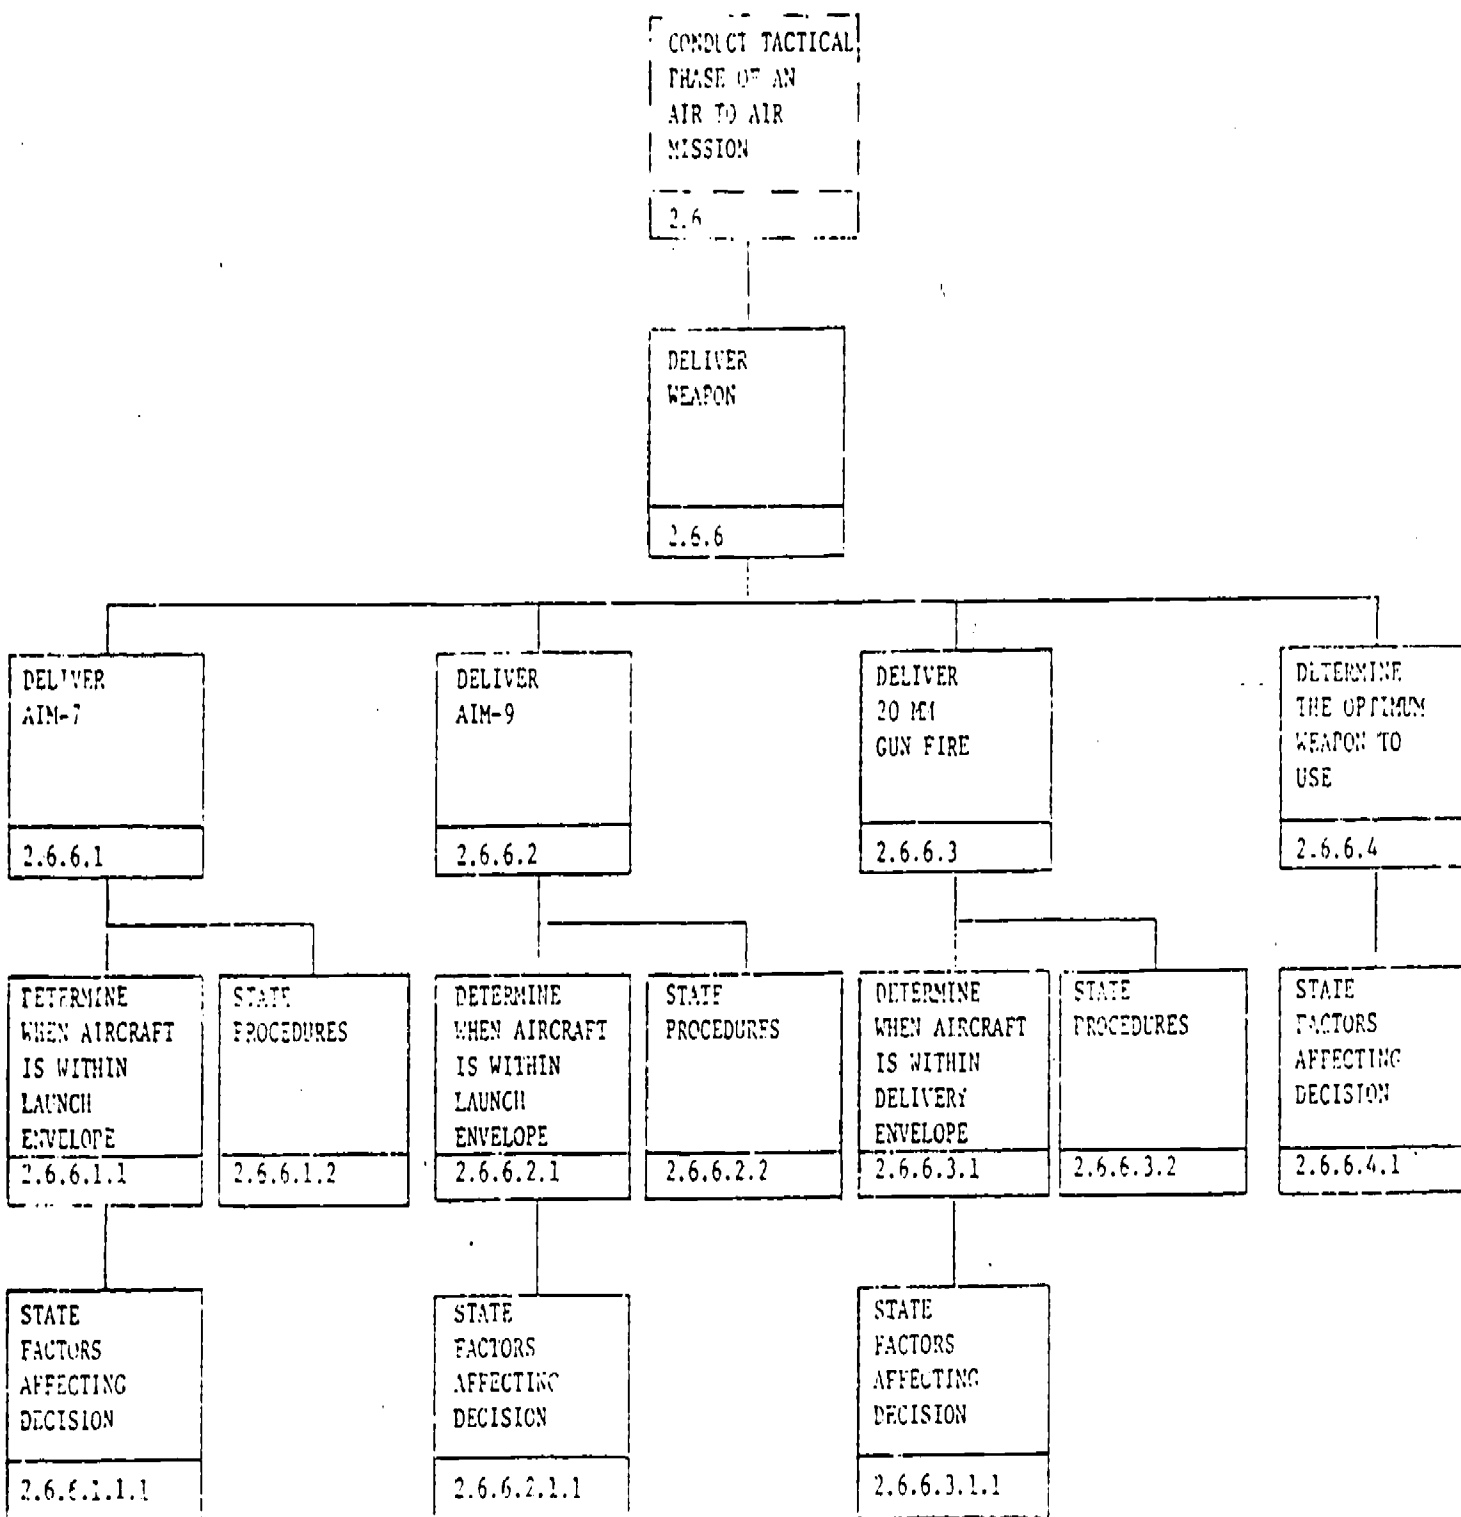 CONDUCT TACTICAL
PHASE OF AN
AIR TO AIR
MISSION
2.6
DELIVER
WEAPON
2.6.6
DELIVER
AIM-7
2.6.6.1
DELIVER
AIM-9
2.6.6.2
DELIVER
20 MM
GUN FIRE
2.6.6.3
DETERMINE
THE OPTIMUM
WEAPON TO
USE
2.6.6.4
DETERMINE
WHEN AIRCRAFT
IS WITHIN
LAUNCH
ENVELOPE
2.6.6.1.1
STATE
PROCEDURES
2.6.6.1.2
DETERMINE
WHEN AIRCRAFT
IS WITHIN
LAUNCH
ENVELOPE
2.6.6.2.1
STATE
PROCEDURES
2.6.6.2.2
DETERMINE
WHEN AIRCRAFT
IS WITHIN
DELIVERY
ENVELOPE
2.6.6.3.1
STATE
PROCEDURES
2.6.6.3.2
STATE
FACTORS
AFFECTING
DECISION
2.6.6.4.1
STATE
FACTORS
AFFECTING
DECISION
2.6.6.1.1.1
STATE
FACTORS
AFFECTING
DECISION
2.6.6.2.1.1
STATE
FACTORS
AFFECTING
DECISION
2.6.6.3.1.1